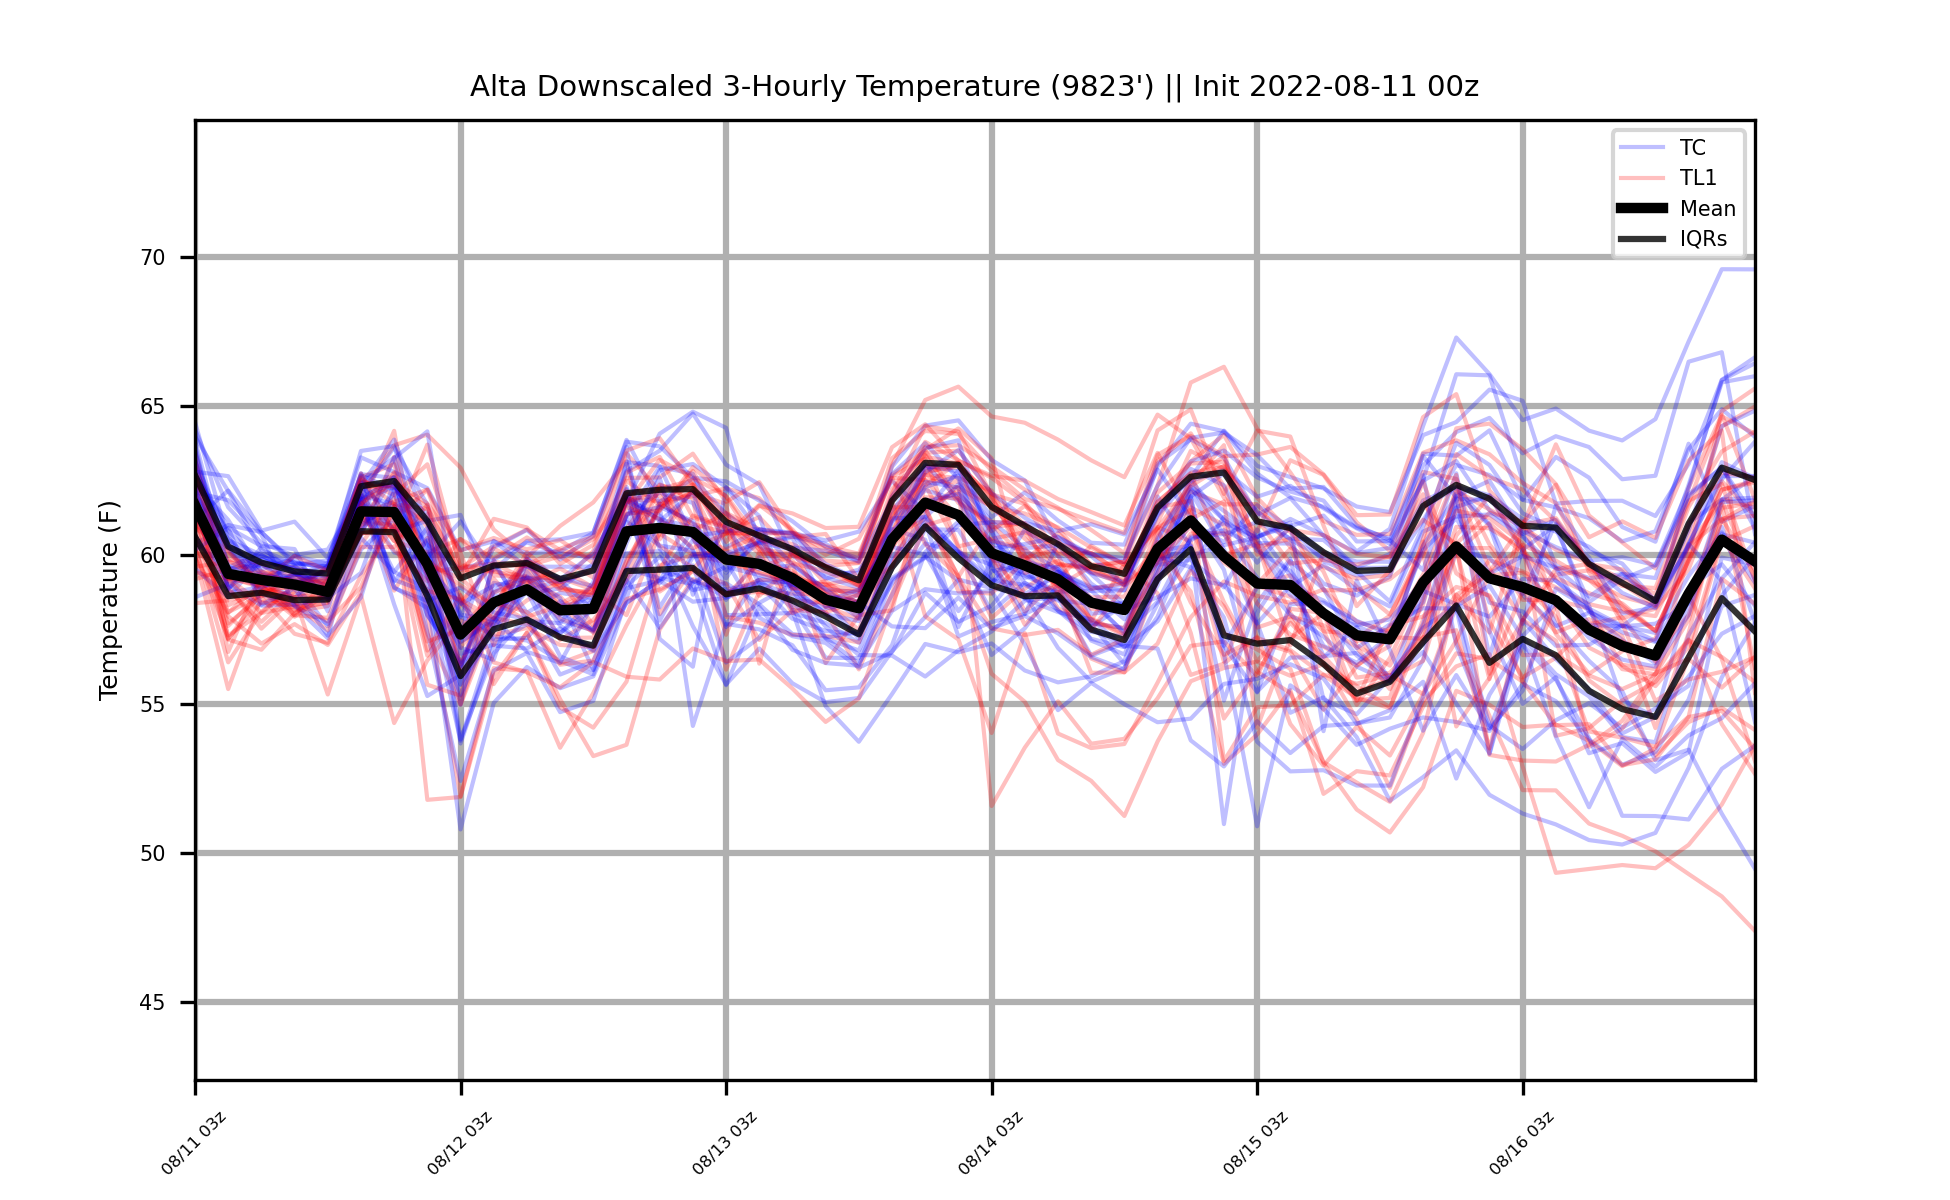 Alta Downscaled 3-Hourly Temperature (9823') || Init 2022-08-11 00z
TC
TL1
Mean
IQRs
Temperature (F)
70
65
60
55
50
45
08/11 03z
08/12 03z
08/13 03z
08/14 03z
08/15 03z
08/16 03z